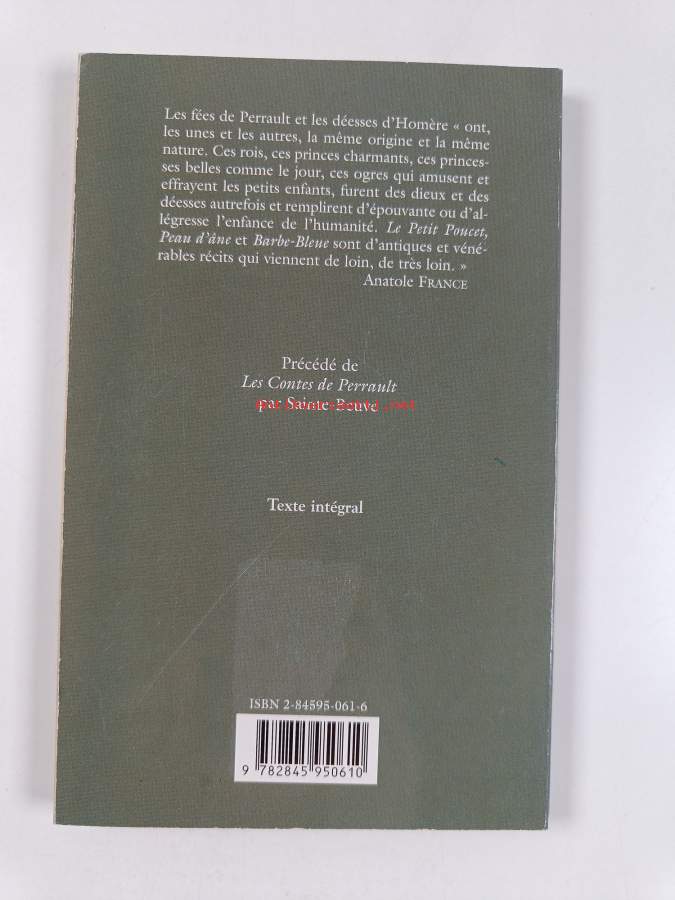 Les fées de Perrault et les déesses d'Homère « ont,
les unes et les autres, la même origine et la même
nature. Ces rois, ces princes charmants, ces princes-
ses belles comme le jour, ces ogres qui amusent et
effrayent les petits enfants, furent des dieux et des
déesses autrefois et remplirent d'épouvante ou d'al-
légresse l'enfance de l'humanité. Le Petit Poucet,
Peau d'âne et Barbe-Bleue sont d'antiques et véné-
rables récits qui viennent de loin, de très loin. »
Anatole FRANCE
Précédé de
Les Contes de Perrault
par Sainte-Beuve
Texte intégral
ISBN 2-84595-061-6
9 782845 950610